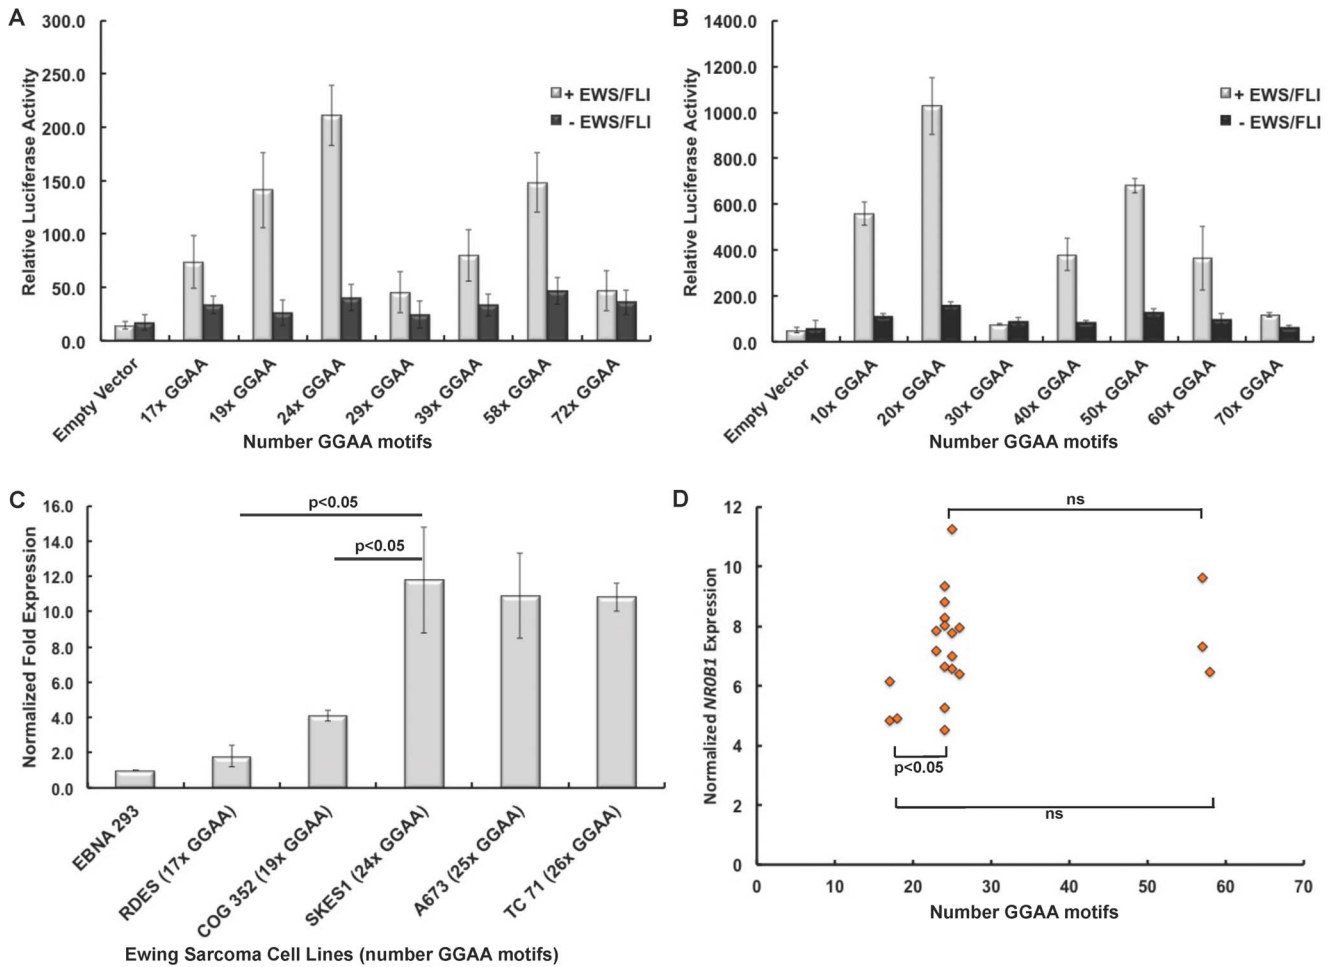 A
Relative Luciferase Activity
300.0
250.0
200.0
150.0
100.0
50.0
0.0
+ EWS/FLI
- EWS/FLI
Empty Vector
17x GGAA
19x GGAA
24x GGAA
29x GGAA
39x GGAA
58x GGAA
72x GGAA
Number GGAA motifs
B
Relative Luciferase Activity
1400.0
1200.0
1000.0
800.0
600.0
400.0
200.0
0.0
+ EWS/FLI
- EWS/FLI
Empty Vector
10x GGAA
20x GGAA
30x GGAA
40x GGAA
50x GGAA
60x GGAA
70x GGAA
Number GGAA motifs
C
Normalized Fold Expression
16.0
14.0
12.0
10.0
8.0
6.0
4.0
2.0
0.0
p<0.05
p<0.05
EBNA 293
RDES (17x GGAA)
COG 352 (19x GGAA)
SKES1 (24x GGAA)
A673 (25x GGAA)
TC 71 (26x GGAA)
Ewing Sarcoma Cell Lines (number GGAA motifs)
D
Normalized NR0B1 Expression
12
10
8
6
4
2
0
ns
p<0.05
ns
0 10 20 30 40 50 60 70
Number GGAA motifs